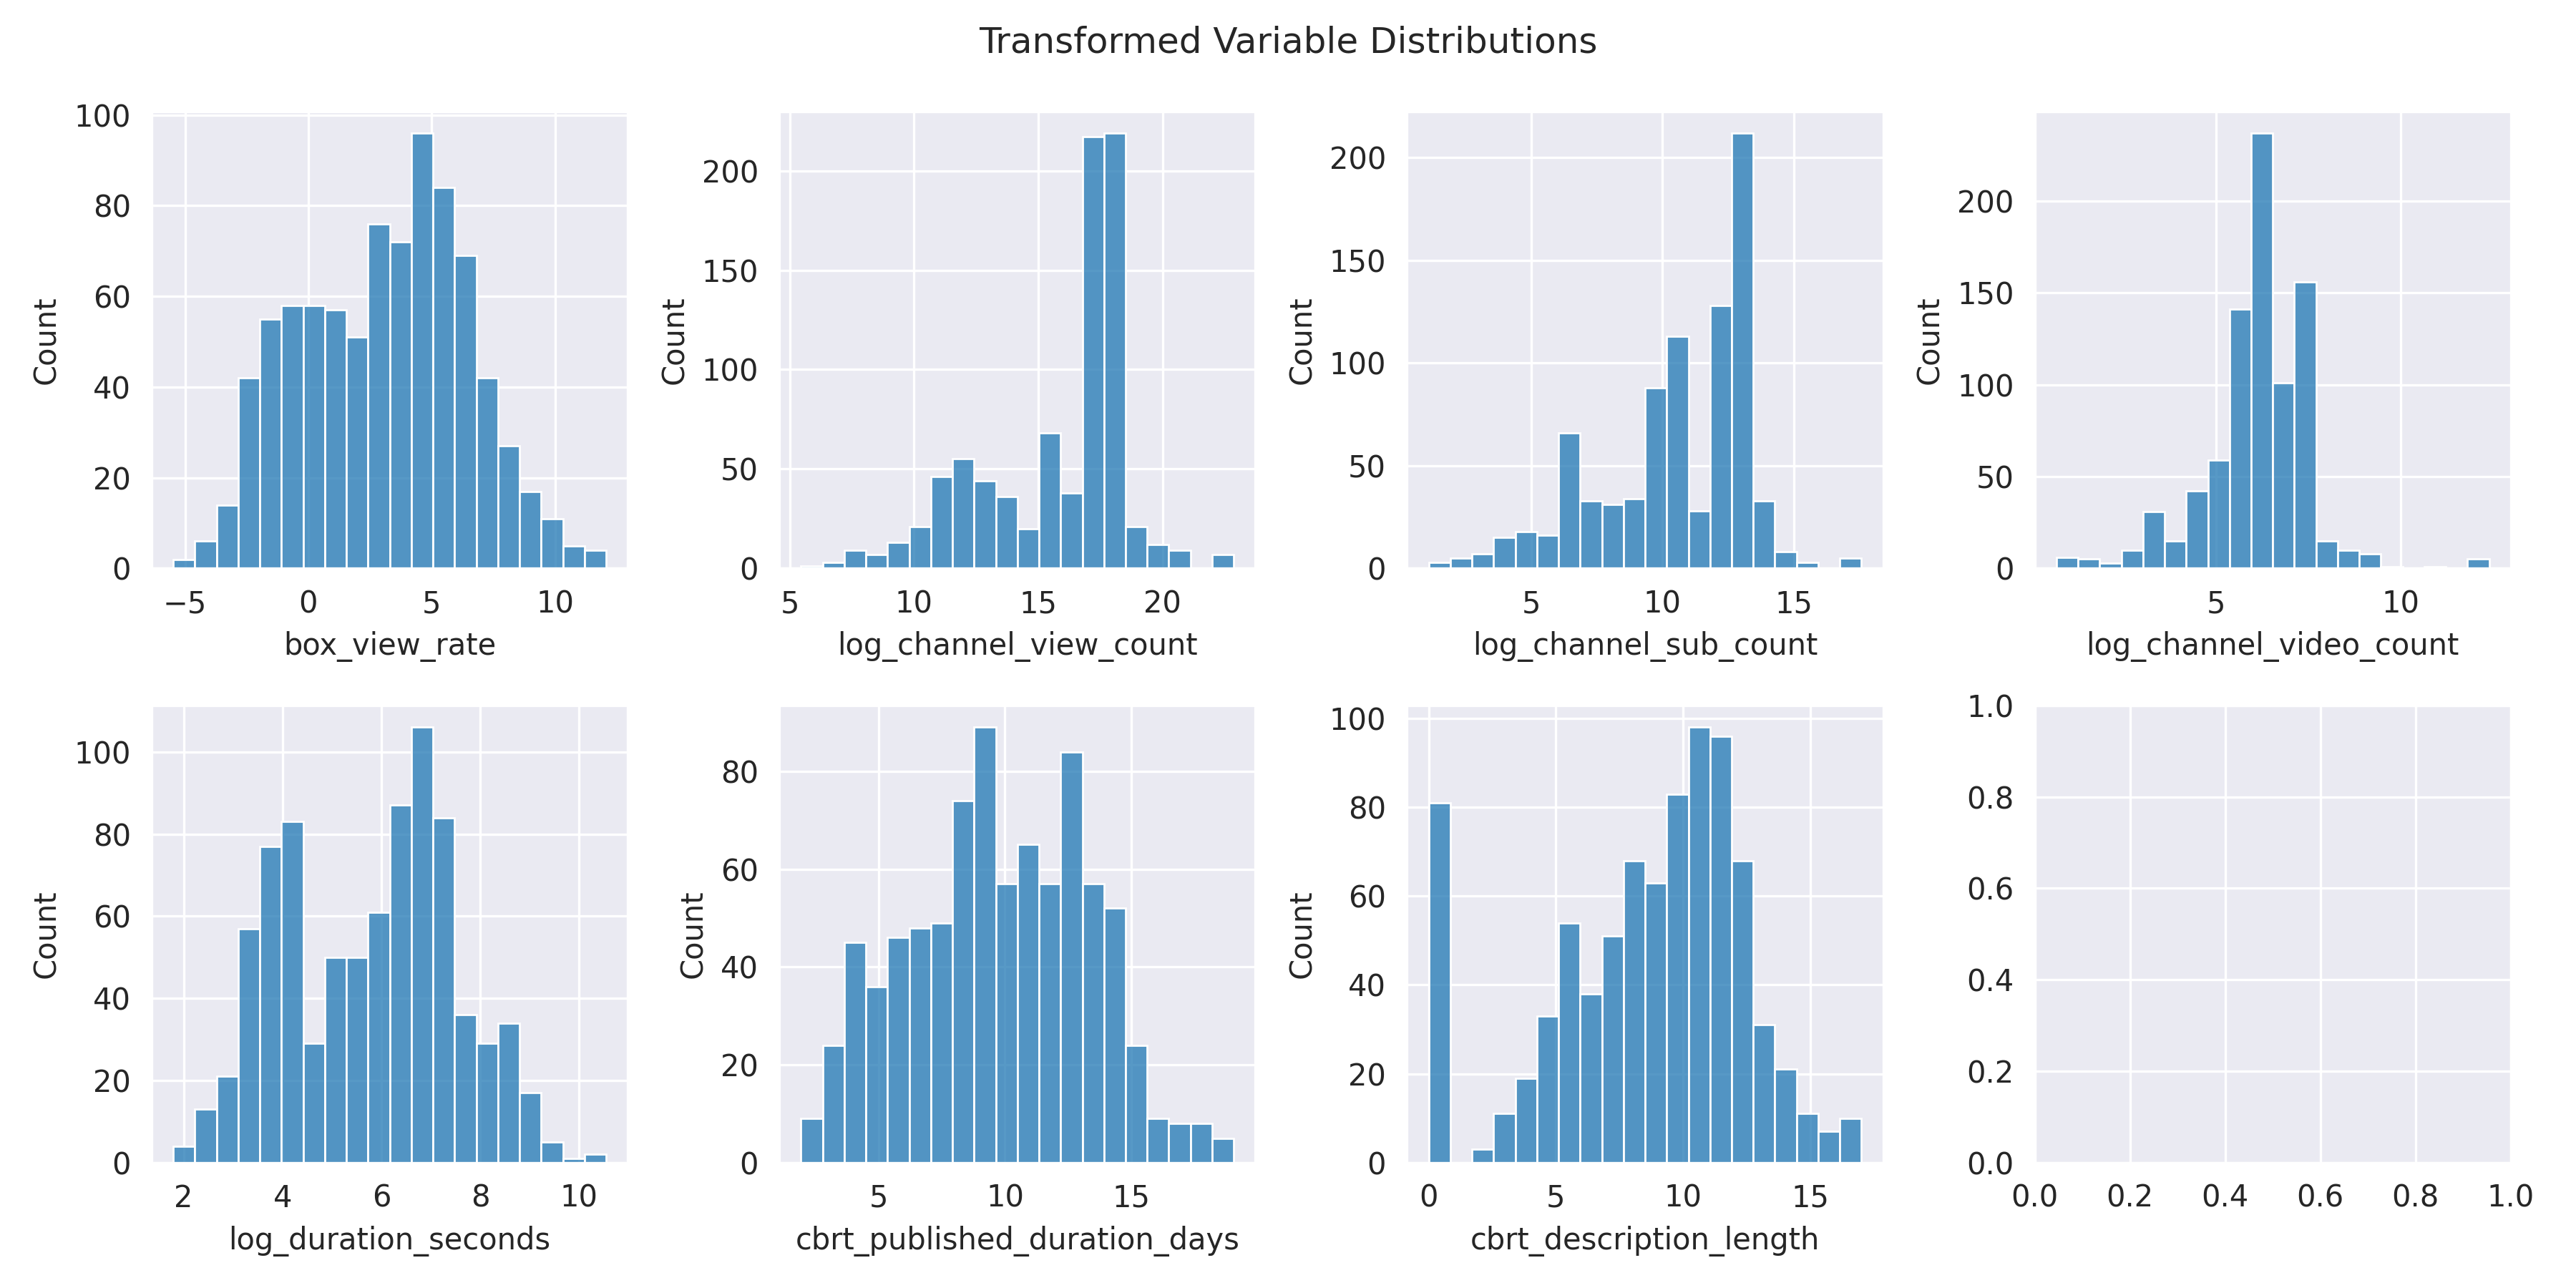 Transformed Variable Distributions
100
80
60
40
20
0
Count
−5 0 5 10
box_view_rate
200
150
100
50
0
Count
5 10 15 20
log_channel_view_count
200
150
100
50
0
Count
5 10 15
log_channel_sub_count
200
150
100
50
0
Count
5 10
log_channel_video_count
100
80
60
40
20
0
Count
2 4 6 8 10
log_duration_seconds
80
60
40
20
0
Count
5 10 15
cbrt_published_duration_days
100
80
60
40
20
0
Count
0 5 10 15
cbrt_description_length
1.0
0.8
0.6
0.4
0.2
0.0
0.0 0.2 0.4 0.6 0.8 1.0